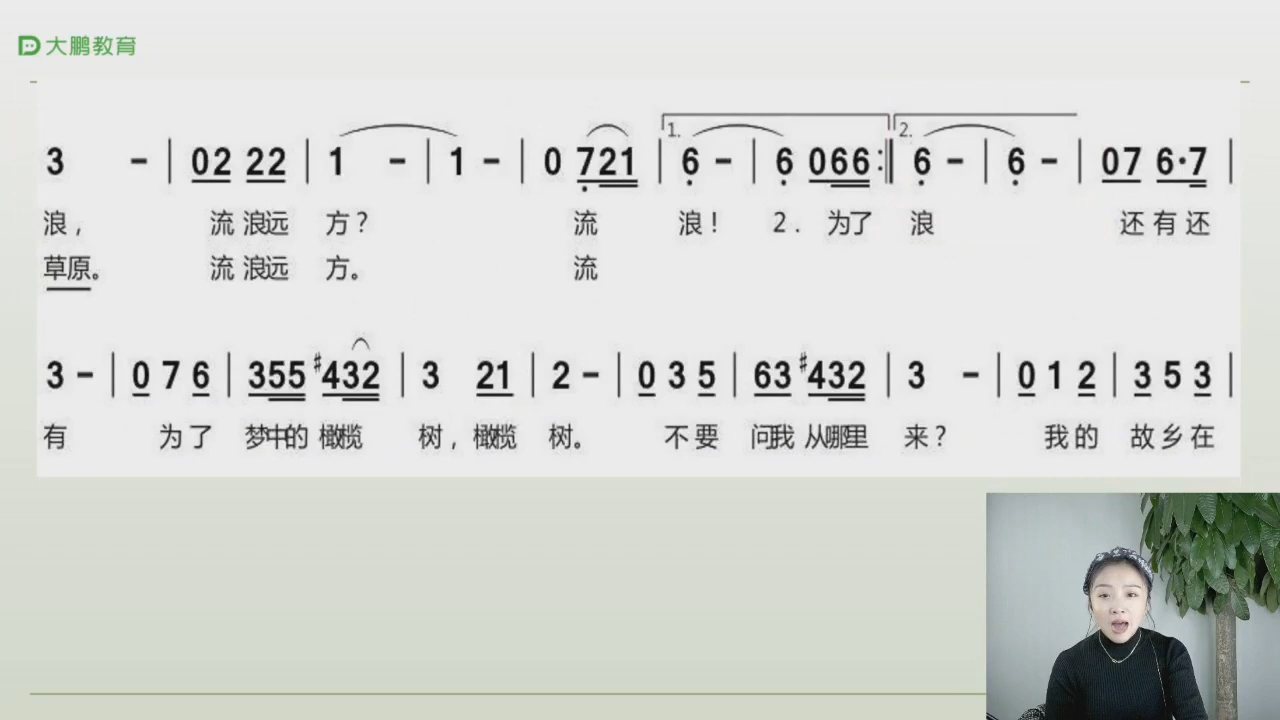 大鹏教育
1. 2.
3 - | 02 22 | 1 - | 1 - | 0 721 | 6 - | 6 066 :|| 6 - | 6 - | 07 6·7 |
浪， 流 浪远 方？ 流 浪！ 2. 为了 浪 还 有 还
草原。 流 浪远 方。 流
3 - | 0 7 6 | 355 #432 | 3 21 | 2 - | 0 3 5 | 63 #432 | 3 - | 0 1 2 | 3 5 3 |
有 为 了 梦中的 橄榄 树，橄榄 树。 不 要 问我 从哪里 来？ 我 的 故 乡 在